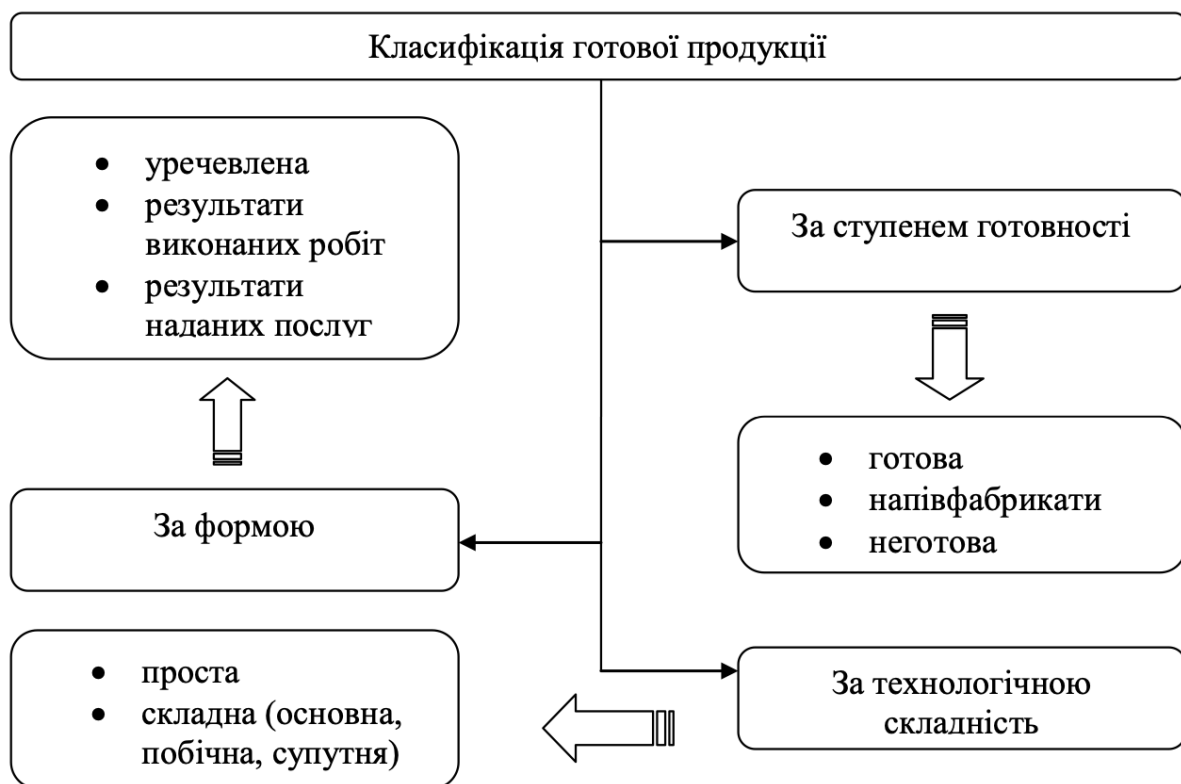 Класифікація готової продукції
• уречевлена
• результати
виконаних робіт
• результати
наданих послуг
За ступенем готовності
• готова
• напівфабрикати
• неготова
За формою
• проста
• складна (основна,
побічна, супутня)
За технологічною
складність